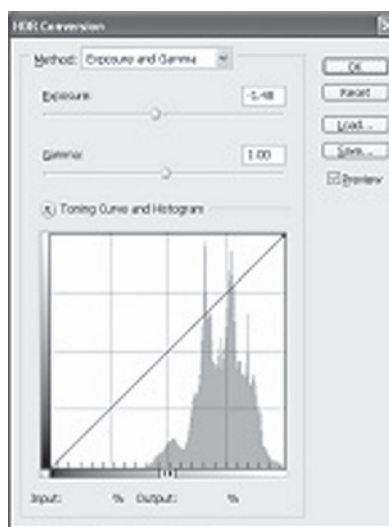 HDR Conversion
Method: Exposure and Gamma
OK
Reset
Load...
Save...
Preview
Exposure: -1.48
Gamma: 1.00
Toning Curve and Histogram
Input: % Output: %